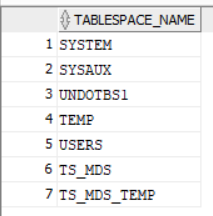 TABLESPACE_NAME
1 SYSTEM
2 SYSAUX
3 UNDOTBS1
4 TEMP
5 USERS
6 TS_MDS
7 TS_MDS_TEMP